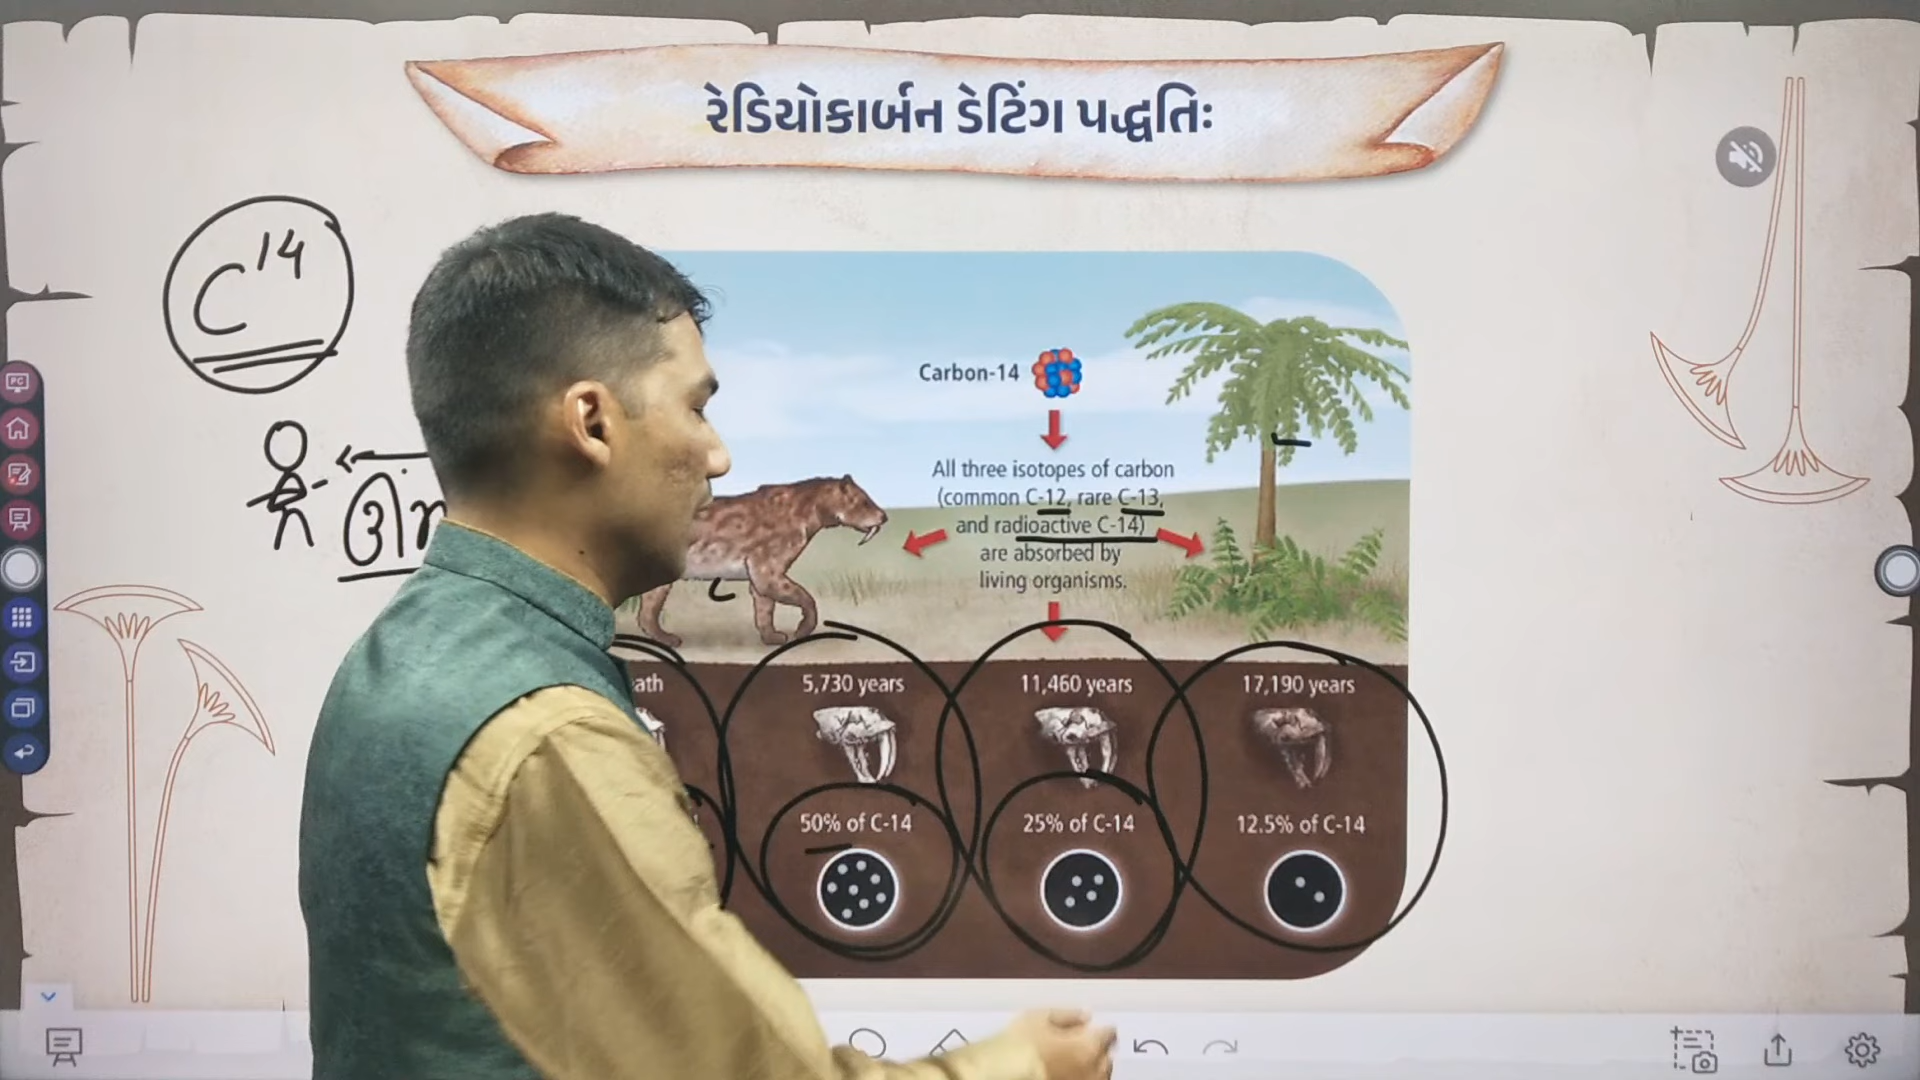 રેડિયોકાર્બન ડેટિંગ પદ્ધતિઃ
C14
Carbon-14
All three isotopes of carbon
(common C-12, rare C-13,
and radioactive C-14)
are absorbed by
living organisms.
5,730 years
11,460 years
17,190 years
50% of C-14
25% of C-14
12.5% of C-14
PC